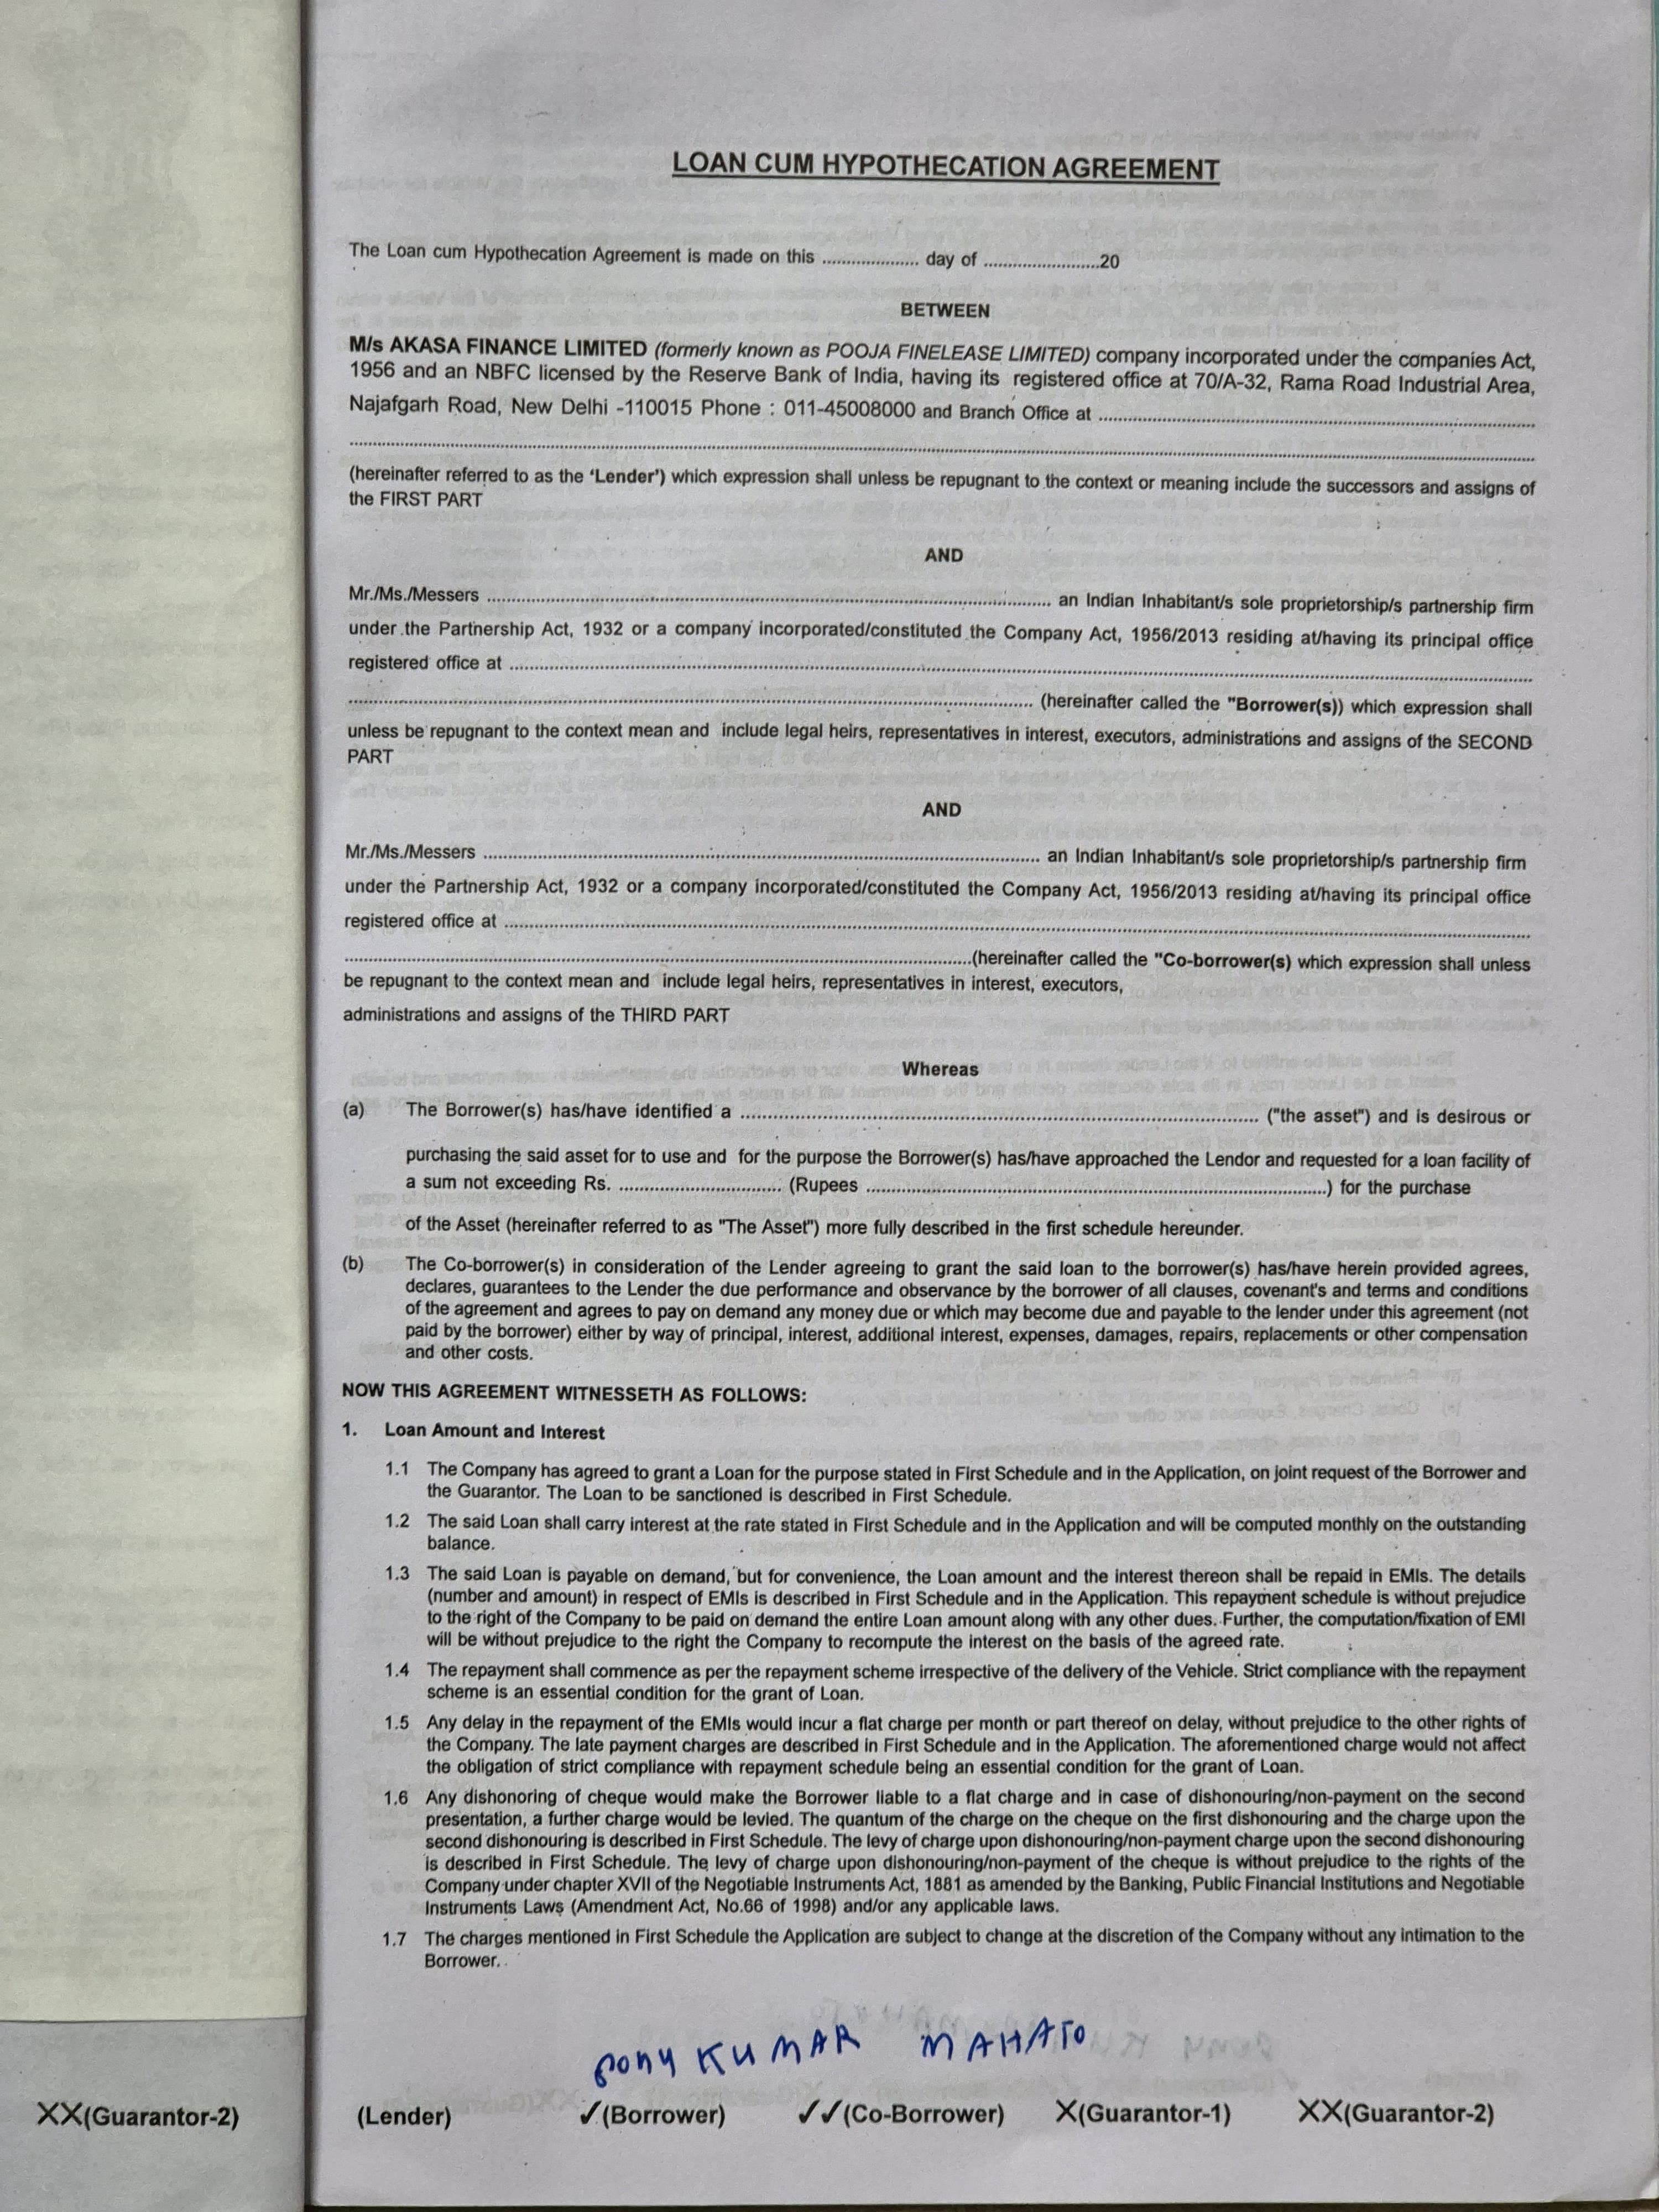 LOAN CUM HYPOTHECATION AGREEMENT
The Loan cum Hypothecation Agreement is made on this .................... day of ........................20
BETWEEN
M/s AKASA FINANCE LIMITED (formerly known as POOJA FINELEASE LIMITED) company incorporated under the companies Act,
1956 and an NBFC licensed by the Reserve Bank of India, having its registered office at 70/A-32, Rama Road Industrial Area,
Najafgarh Road, New Delhi -110015 Phone : 011-45008000 and Branch Office at ................................
................................
(hereinafter referred to as the 'Lender') which expression shall unless be repugnant to the context or meaning include the successors and assigns of
the FIRST PART
AND
Mr./Ms./Messers ................................ an Indian Inhabitant/s sole proprietorship/s partnership firm
under the Partnership Act, 1932 or a company incorporated/constituted the Company Act, 1956/2013 residing at/having its principal office
registered office at ................................
................................ (hereinafter called the "Borrower(s)) which expression shall
unless be repugnant to the context mean and include legal heirs, representatives in interest, executors, administrations and assigns of the SECOND
PART
AND
Mr./Ms./Messers ................................ an Indian Inhabitant/s sole proprietorship/s partnership firm
under the Partnership Act, 1932 or a company incorporated/constituted the Company Act, 1956/2013 residing at/having its principal office
registered office at ................................
................................(hereinafter called the "Co-borrower(s) which expression shall unless
be repugnant to the context mean and include legal heirs, representatives in interest, executors,
administrations and assigns of the THIRD PART
Whereas
(a) The Borrower(s) has/have identified a ................................ ("the asset") and is desirous or
purchasing the said asset for to use and for the purpose the Borrower(s) has/have approached the Lendor and requested for a loan facility of
a sum not exceeding Rs. ................................ (Rupees ................................) for the purchase
of the Asset (hereinafter referred to as "The Asset") more fully described in the first schedule hereunder.
(b) The Co-borrower(s) in consideration of the Lender agreeing to grant the said loan to the borrower(s) has/have herein provided agrees,
declares, guarantees to the Lender the due performance and observance by the borrower of all clauses, covenant's and terms and conditions
of the agreement and agrees to pay on demand any money due or which may become due and payable to the lender under this agreement (not
paid by the borrower) either by way of principal, interest, additional interest, expenses, damages, repairs, replacements or other compensation
and other costs.
NOW THIS AGREEMENT WITNESSETH AS FOLLOWS:
1. Loan Amount and Interest
1.1 The Company has agreed to grant a Loan for the purpose stated in First Schedule and in the Application, on joint request of the Borrower and
the Guarantor. The Loan to be sanctioned is described in First Schedule.
1.2 The said Loan shall carry interest at the rate stated in First Schedule and in the Application and will be computed monthly on the outstanding
balance.
1.3 The said Loan is payable on demand, but for convenience, the Loan amount and the interest thereon shall be repaid in EMIs. The details
(number and amount) in respect of EMIs is described in First Schedule and in the Application. This repayment schedule is without prejudice
to the right of the Company to be paid on demand the entire Loan amount along with any other dues. Further, the computation/fixation of EMI
will be without prejudice to the right the Company to recompute the interest on the basis of the agreed rate.
1.4 The repayment shall commence as per the repayment scheme irrespective of the delivery of the Vehicle. Strict compliance with the repayment
scheme is an essential condition for the grant of Loan.
1.5 Any delay in the repayment of the EMIs would incur a flat charge per month or part thereof on delay, without prejudice to the other rights of
the Company. The late payment charges are described in First Schedule and in the Application. The aforementioned charge would not affect
the obligation of strict compliance with repayment schedule being an essential condition for the grant of Loan.
1.6 Any dishonoring of cheque would make the Borrower liable to a flat charge and in case of dishonouring/non-payment on the second
presentation, a further charge would be levied. The quantum of the charge on the cheque on the first dishonouring and the charge upon the
second dishonouring is described in First Schedule. The levy of charge upon dishonouring/non-payment charge upon the second dishonouring
is described in First Schedule. The levy of charge upon dishonouring/non-payment of the cheque is without prejudice to the rights of the
Company under chapter XVII of the Negotiable Instruments Act, 1881 as amended by the Banking, Public Financial Institutions and Negotiable
Instruments Laws (Amendment Act, No.66 of 1998) and/or any applicable laws.
1.7 The charges mentioned in First Schedule the Application are subject to change at the discretion of the Company without any intimation to the
Borrower.
SONY KUMAR MAHATO
XX(Guarantor-2) (Lender) ✓(Borrower) ✓✓(Co-Borrower) X(Guarantor-1) XX(Guarantor-2)